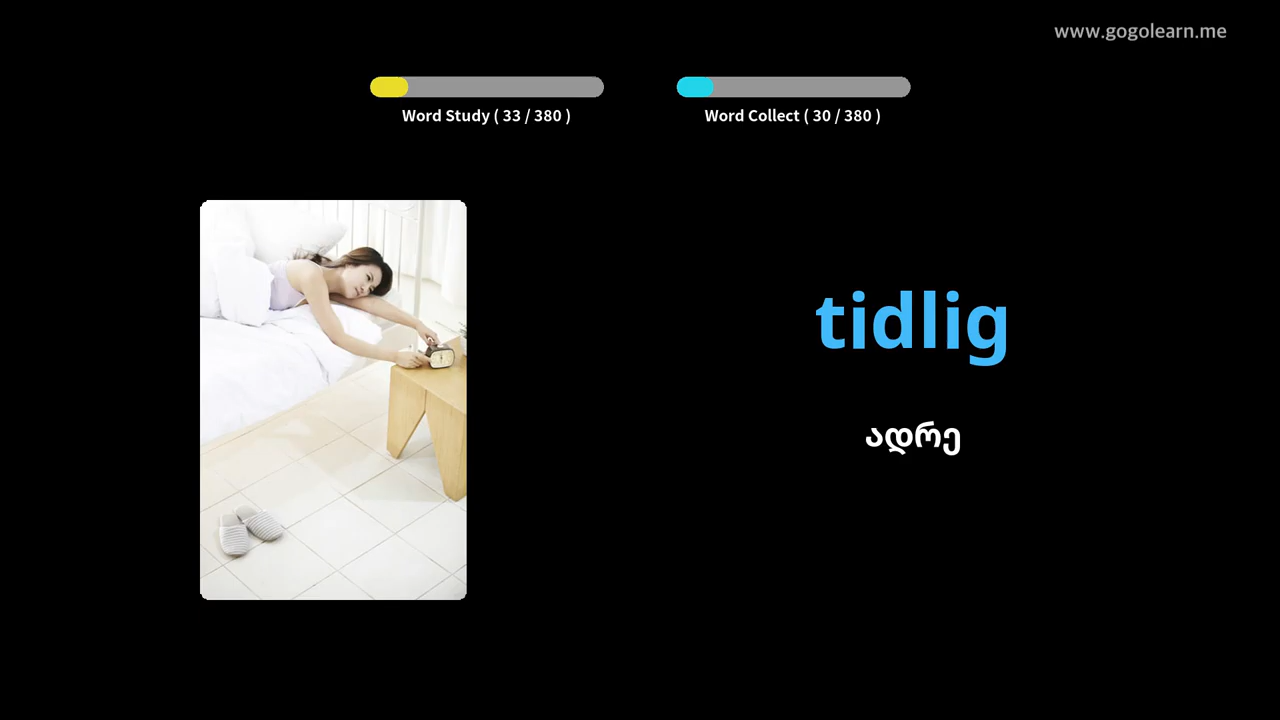 www.gogolearn.me
Word Study ( 33 / 380 )
Word Collect ( 30 / 380 )
tidlig
ადრე